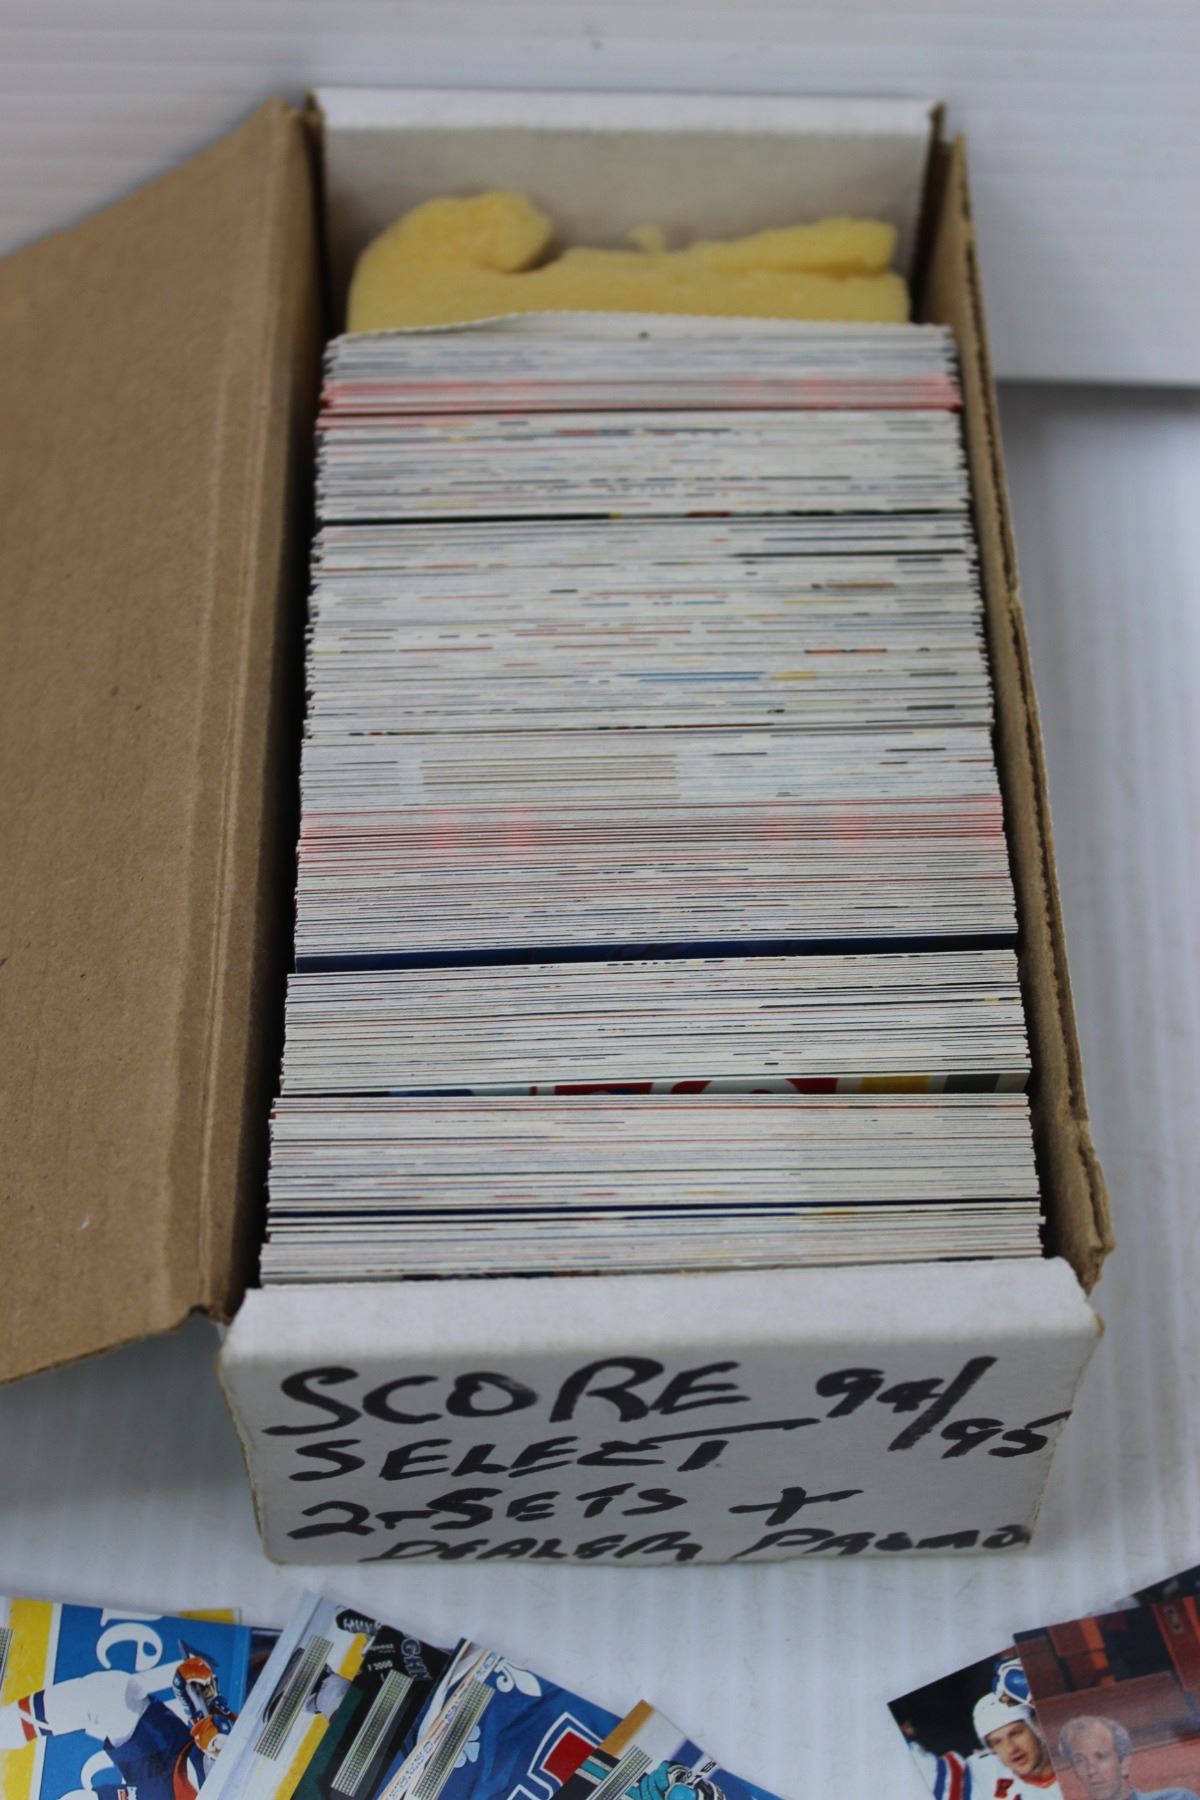 SCORE 94/95
SELECT
2-SETS +
DEALER PROMO